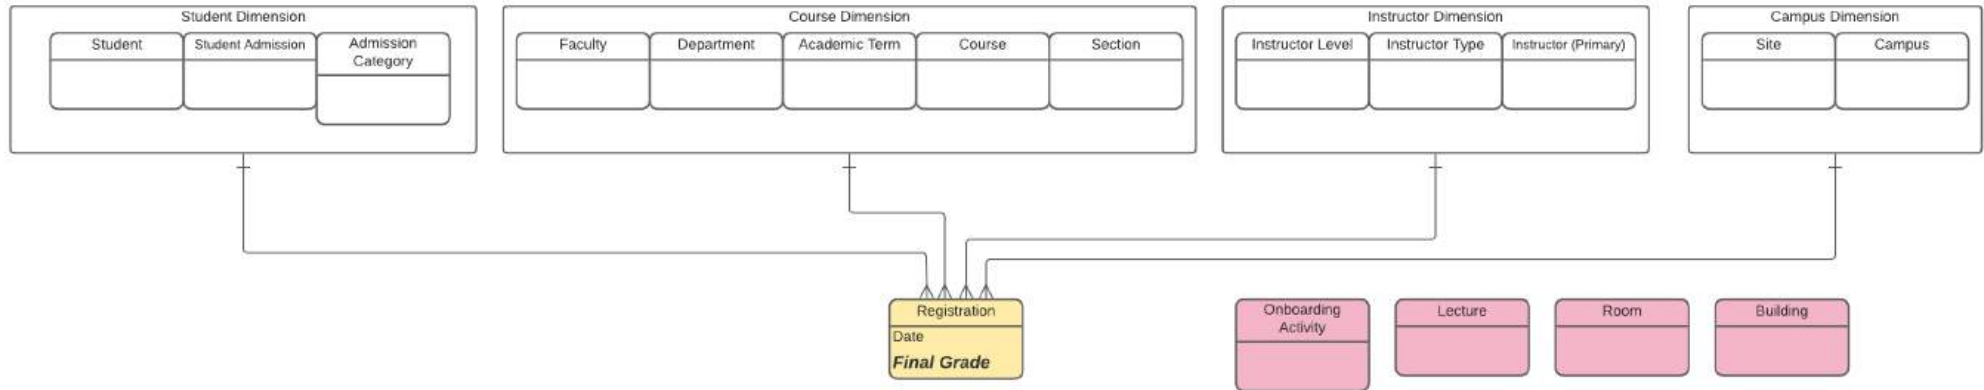 Student Dimension
Student
Student Admission
Admission
Category
Course Dimension
Faculty
Department
Academic Term
Course
Section
Instructor Dimension
Instructor Level
Instructor Type
Instructor (Primary)
Campus Dimension
Site
Campus
Registration
Date
Final Grade
Onboarding
Activity
Lecture
Room
Building